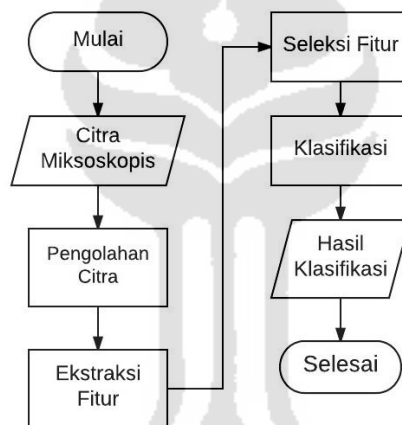 Mulai
Citra
Miksoskopis
Pengolahan
Citra
Ekstraksi
Fitur
Seleksi Fitur
Klasifikasi
Hasil
Klasifikasi
Selesai